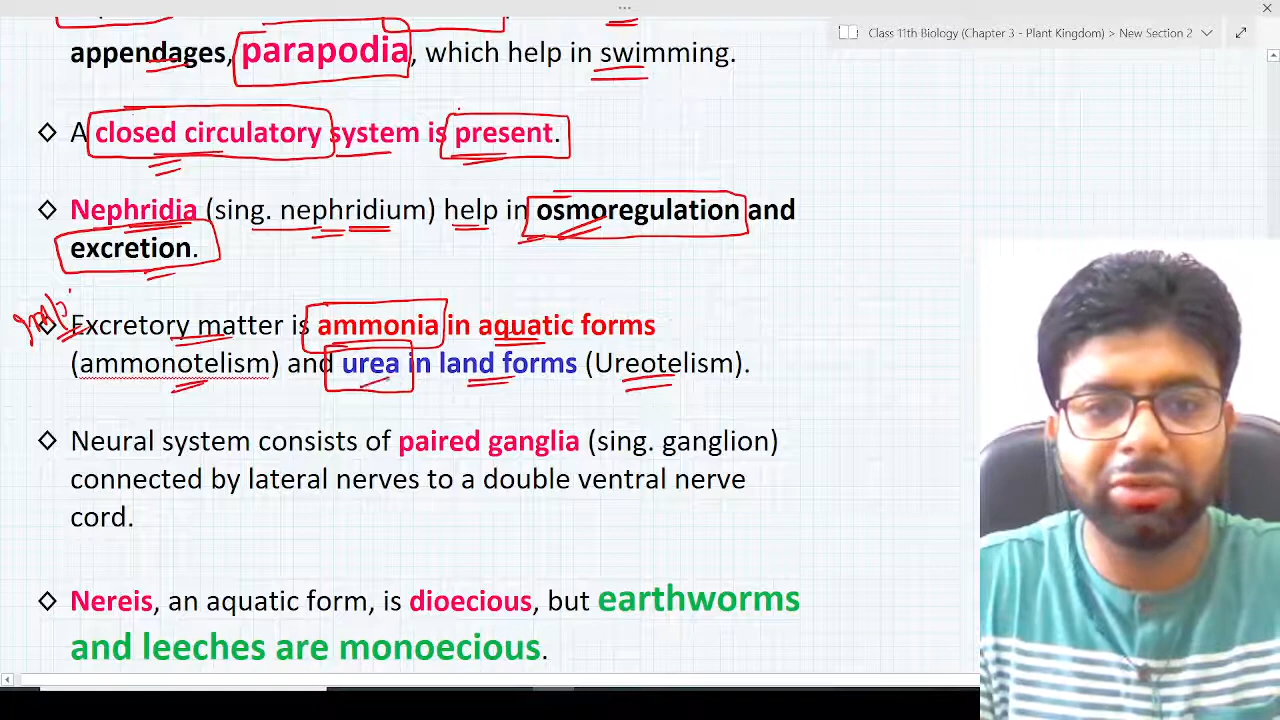 Class 11th Biology (Chapter 3 - Plant Kingdom) > New Section 2
appendages, parapodia, which help in swimming.
◇ A closed circulatory system is present.
◇ Nephridia (sing. nephridium) help in osmoregulation and
excretion.
◇ Excretory matter is ammonia in aquatic forms
(ammonotelism) and urea in land forms (Ureotelism).
◇ Neural system consists of paired ganglia (sing. ganglion)
connected by lateral nerves to a double ventral nerve
cord.
◇ Nereis, an aquatic form, is dioecious, but earthworms
and leeches are monoecious.